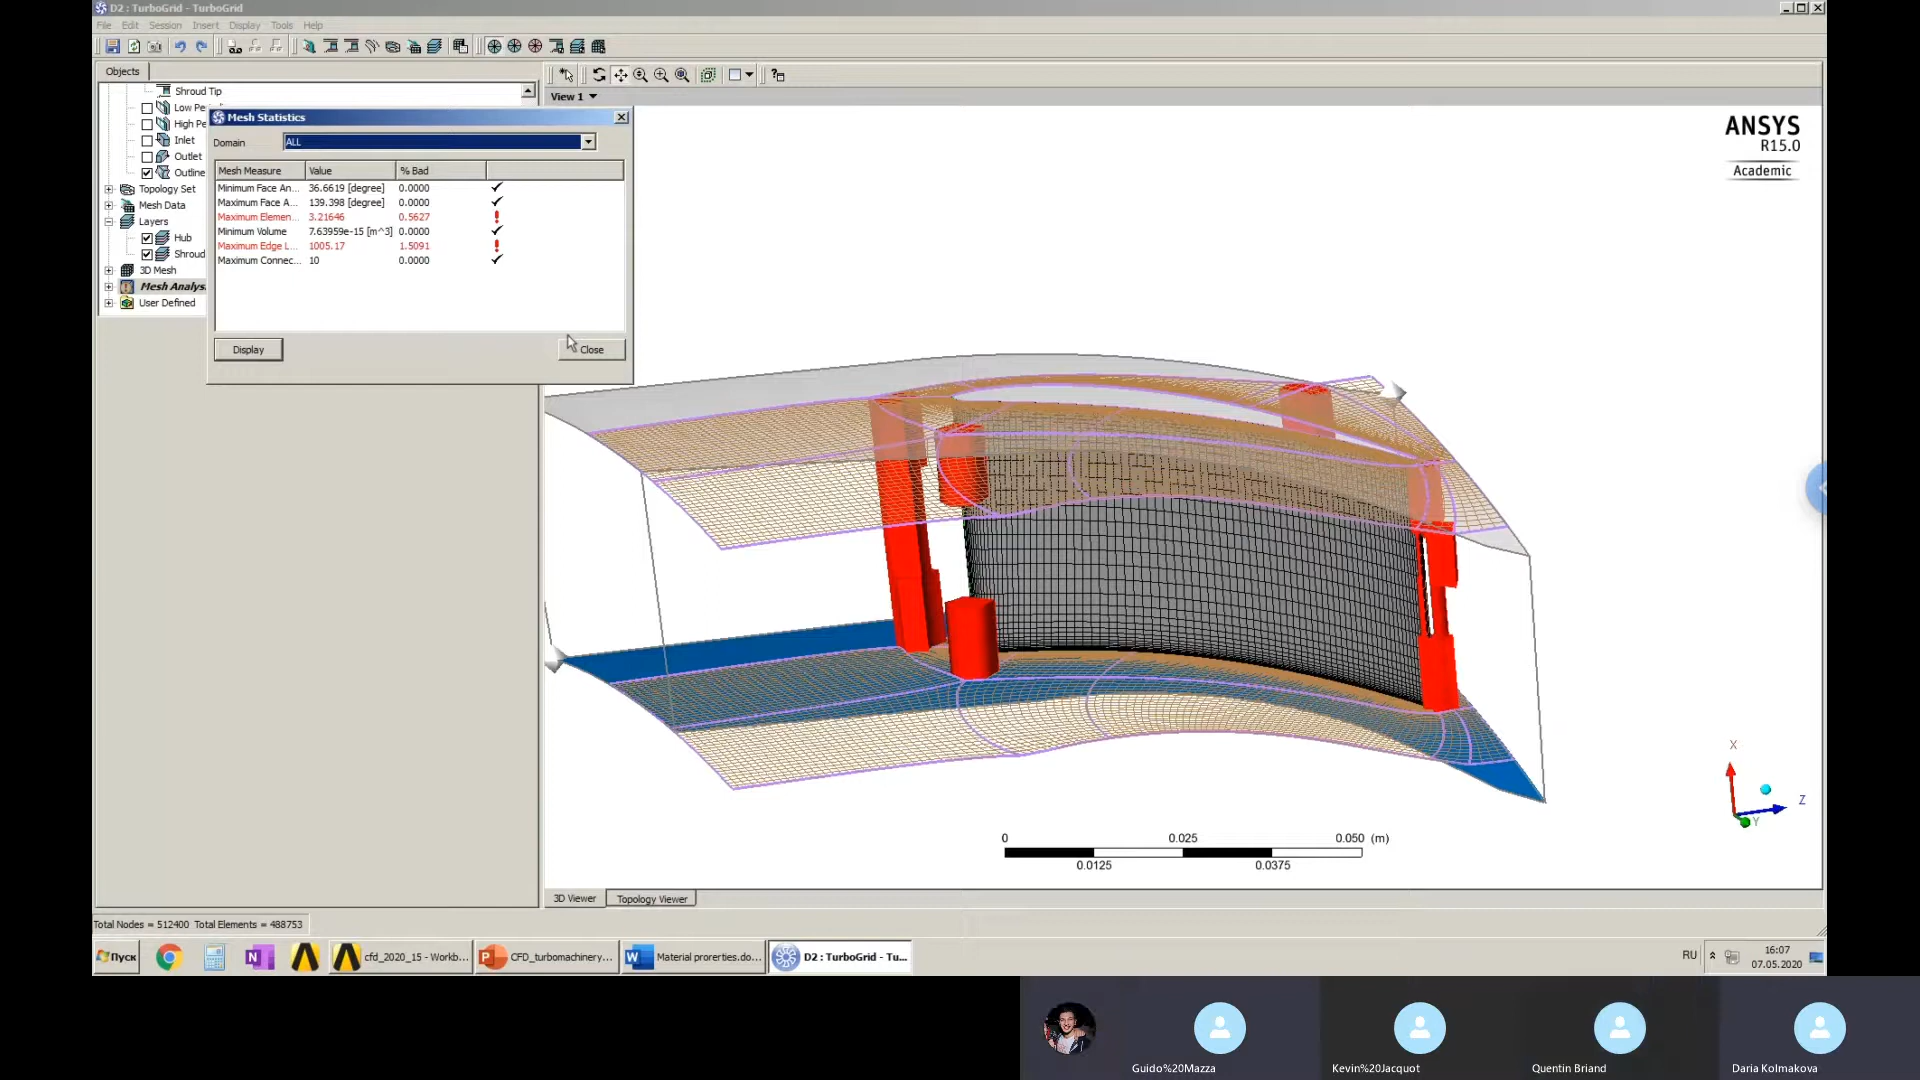 D2 : TurboGrid - TurboGrid
File Edit Session Insert Display Tools Help
Objects
Shroud Tip
Low Pe
High Pe
Inlet
Outlet
Outline
Topology Set
Mesh Data
Layers
Hub
Shroud
3D Mesh
Mesh Analys
User Defined
Mesh Statistics
Domain ALL
Mesh Measure Value % Bad
Minimum Face An... 36.6619 [degree] 0.0000
Maximum Face A... 139.398 [degree] 0.0000
Maximum Elemen... 3.21646 0.5627
Minimum Volume 7.63959e-15 [m^3] 0.0000
Maximum Edge L... 1005.17 1.5091
Maximum Connec... 10 0.0000
Display Close
View 1
ANSYS
R15.0
Academic
X
Z
Y
0 0.025 0.050 (m)
0.0125 0.0375
3D Viewer Topology Viewer
Total Nodes = 512400 Total Elements = 488753
Пуск
cfd_2020_15 - Workb...
CFD_turbomachinery...
Material prorerties.do...
D2 : TurboGrid - Tu...
RU
16:07
07.05.2020
Guido%20Mazza
Kevin%20Jacquot
Quentin Briand
Daria Kolmakova